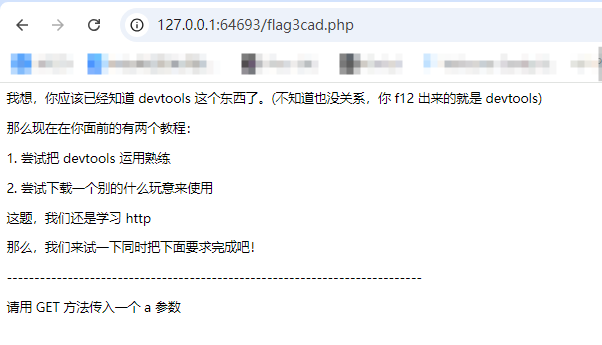 127.0.0.1:64693/flag3cad.php
我想，你应该已经知道 devtools 这个东西了。(不知道也没关系，你 f12 出来的就是 devtools)
那么现在在你面前的有两个教程：
1. 尝试把 devtools 运用熟练
2. 尝试下载一个别的什么玩意来使用
这题，我们还是学习 http
那么，我们来试一下同时把下面要求完成吧！
---------------------------------------------------------------------------
请用 GET 方法传入一个 a 参数